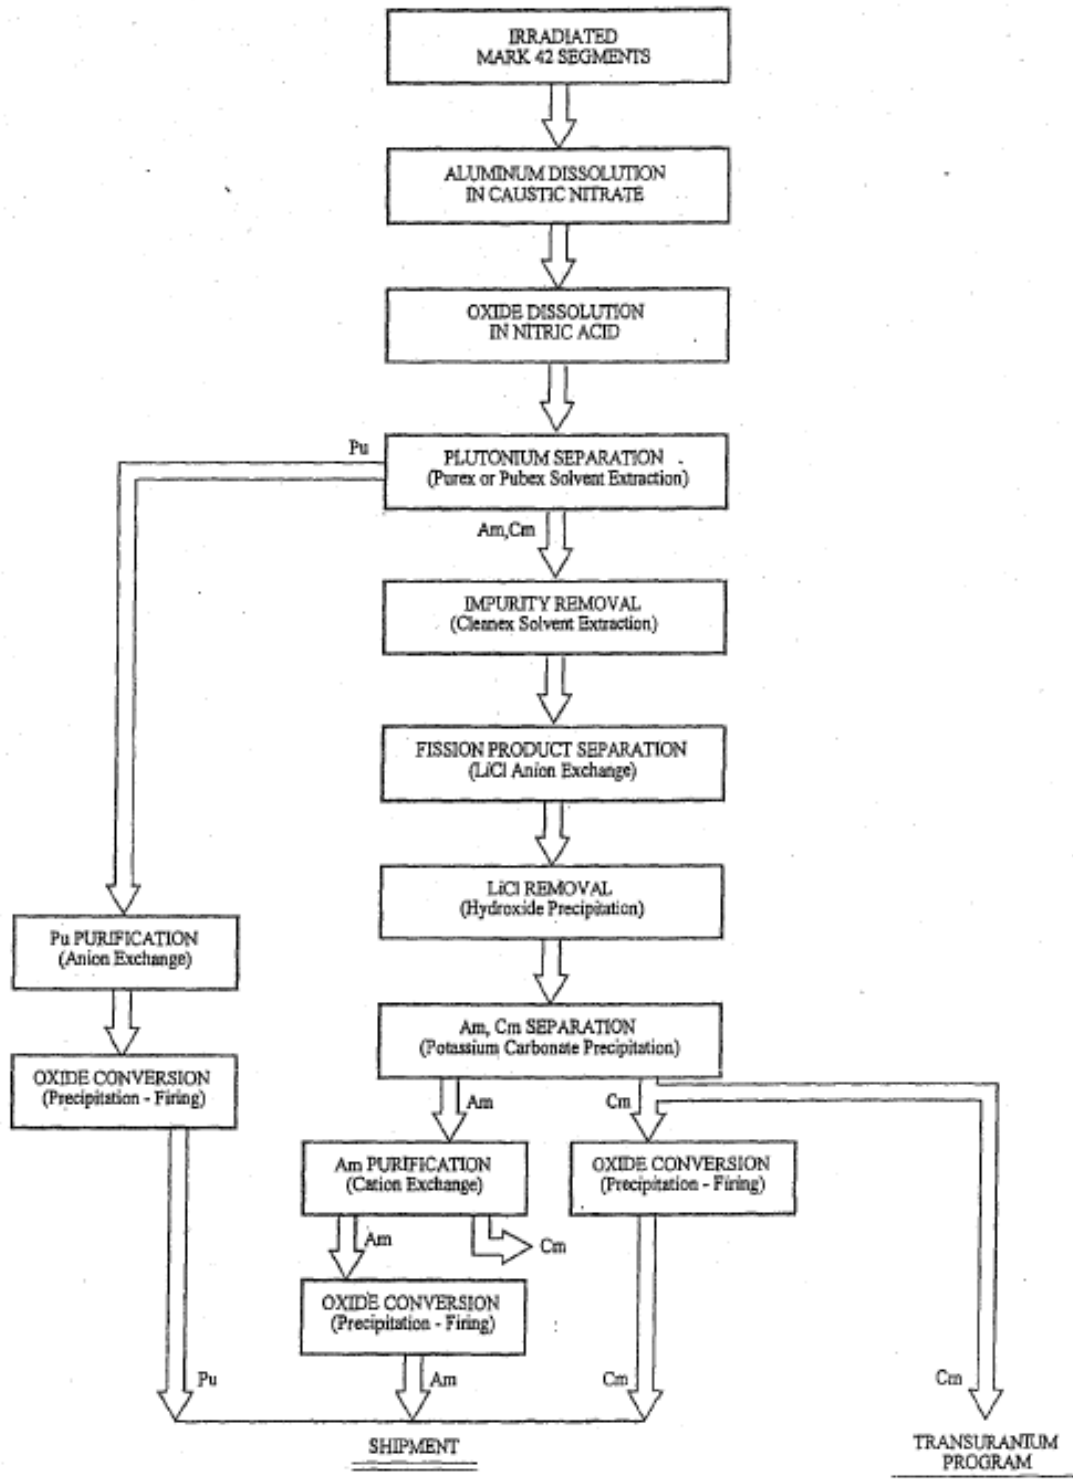 IRRADIATED
MARK 42 SEGMENTS
ALUMINUM DISSOLUTION
IN CAUSTIC NITRATE
OXIDE DISSOLUTION
IN NITRIC ACID
Pu
PLUTONIUM SEPARATION
(Purex or Pubex Solvent Extraction)
Am,Cm
IMPURITY REMOVAL
(Cleanex Solvent Extraction)
FISSION PRODUCT SEPARATION
(LiCl Anion Exchange)
LiCl REMOVAL
(Hydroxide Precipitation)
Pu PURIFICATION
(Anion Exchange)
Am, Cm SEPARATION
(Potassium Carbonate Precipitation)
OXIDE CONVERSION
(Precipitation - Firing)
Am
Cm
Am PURIFICATION
(Cation Exchange)
OXIDE CONVERSION
(Precipitation - Firing)
Am
Cm
OXIDE CONVERSION
(Precipitation - Firing)
Pu
Am
Cm
Cm
SHIPMENT
TRANSURANIUM
PROGRAM